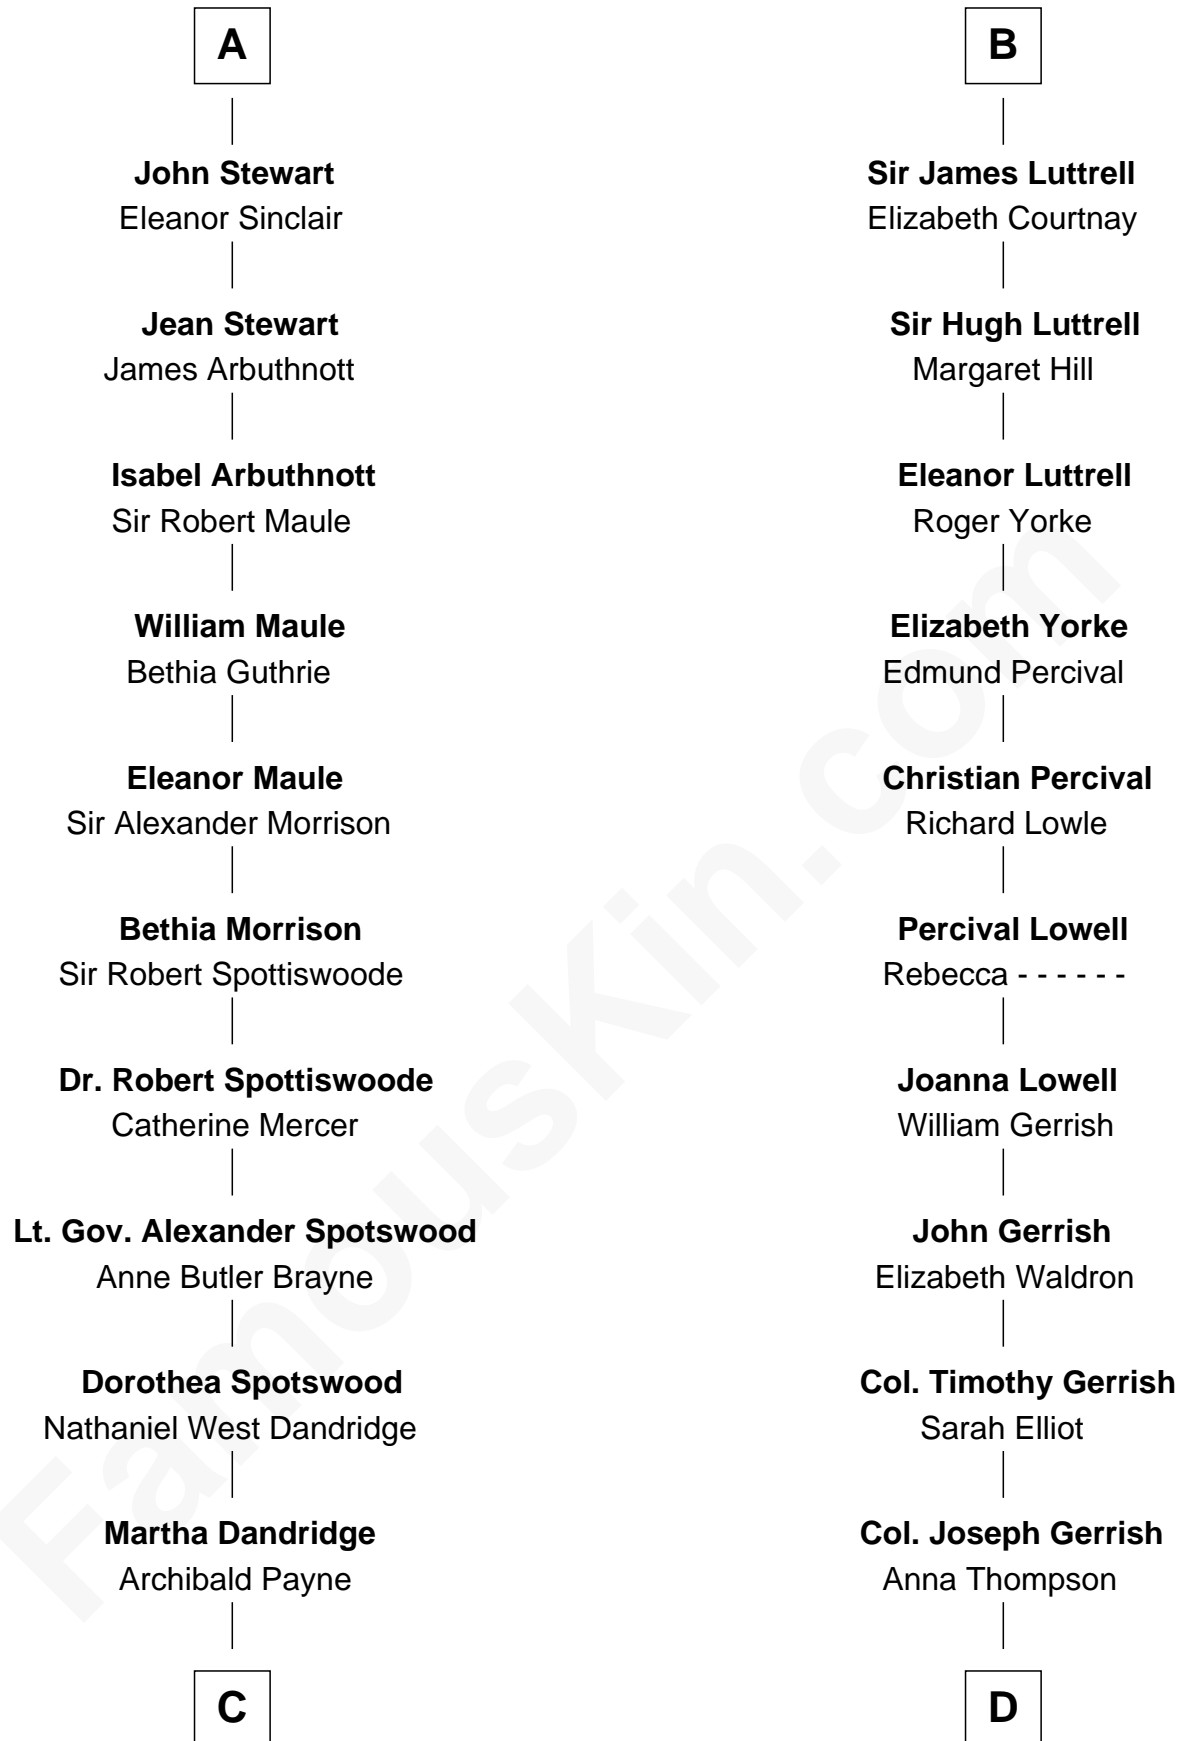 A
John Stewart
Eleanor Sinclair
Jean Stewart
James Arbuthnott
Isabel Arbuthnott
Sir Robert Maule
William Maule
Bethia Guthrie
Eleanor Maule
Sir Alexander Morrison
Bethia Morrison
Sir Robert Spottiswoode
Dr. Robert Spottiswoode
Catherine Mercer
Lt. Gov. Alexander Spotswood
Anne Butler Brayne
Dorothea Spotswood
Nathaniel West Dandridge
Martha Dandridge
Archibald Payne
C
B
Sir James Luttrell
Elizabeth Courtnay
Sir Hugh Luttrell
Margaret Hill
Eleanor Luttrell
Roger Yorke
Elizabeth Yorke
Edmund Percival
Christian Percival
Richard Lowle
Percival Lowell
Rebecca - - - - - -
Joanna Lowell
William Gerrish
John Gerrish
Elizabeth Waldron
Col. Timothy Gerrish
Sarah Elliot
Col. Joseph Gerrish
Anna Thompson
D
FamousKin.com